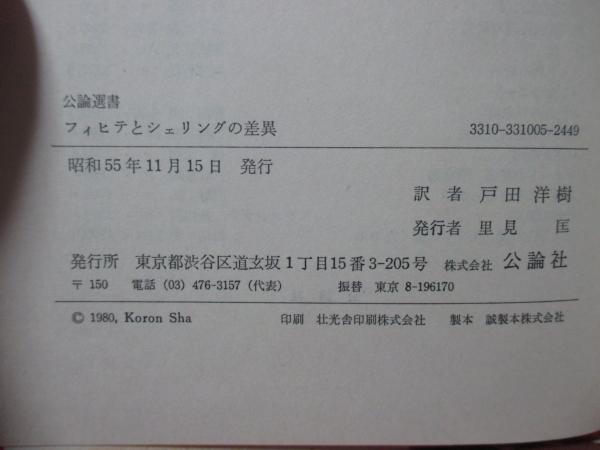 公論選書
フィヒテとシェリングの差異 3310-331005-2449
昭和55年11月15日 発行
訳者 戸田洋樹
発行者 里見 匡
発行所 東京都渋谷区道玄坂1丁目15番3-205号 株式会社 公論社
〒150 電話 (03) 476-3157 (代表) 振替 東京 8-196170
© 1980, Koron Sha 印刷 壮光舎印刷株式会社 製本 誠製本株式会社